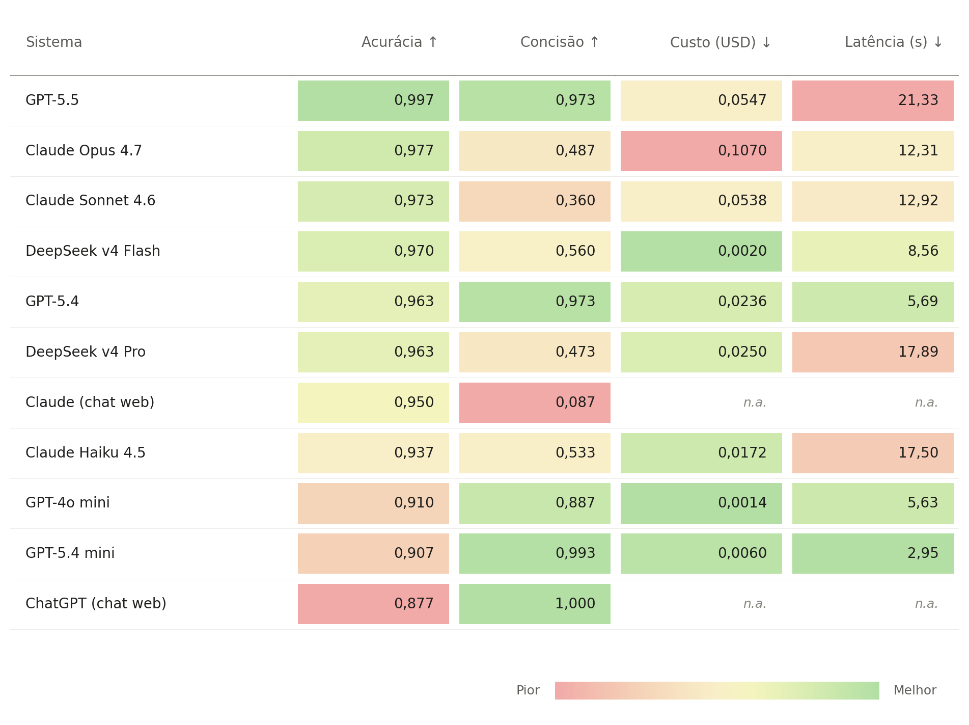 Sistema Acurácia ↑ Concisão ↑ Custo (USD) ↓ Latência (s) ↓
GPT-5.5 0,997 0,973 0,0547 21,33
Claude Opus 4.7 0,977 0,487 0,1070 12,31
Claude Sonnet 4.6 0,973 0,360 0,0538 12,92
DeepSeek v4 Flash 0,970 0,560 0,0020 8,56
GPT-5.4 0,963 0,973 0,0236 5,69
DeepSeek v4 Pro 0,963 0,473 0,0250 17,89
Claude (chat web) 0,950 0,087 n.a. n.a.
Claude Haiku 4.5 0,937 0,533 0,0172 17,50
GPT-4o mini 0,910 0,887 0,0014 5,63
GPT-5.4 mini 0,907 0,993 0,0060 2,95
ChatGPT (chat web) 0,877 1,000 n.a. n.a.
Pior Melhor